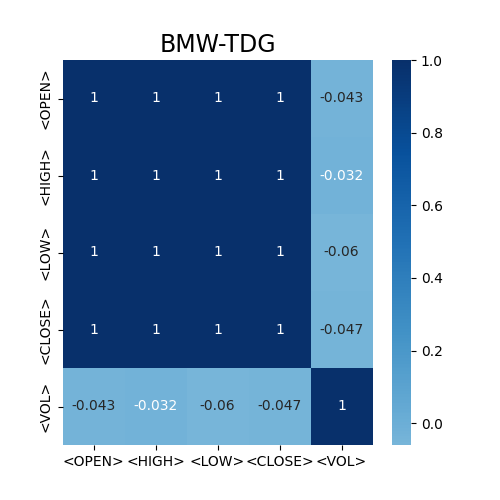 BMW-TDG
<OPEN> 1 1 1 1 -0.043
<HIGH> 1 1 1 1 -0.032
<LOW> 1 1 1 1 -0.06
<CLOSE> 1 1 1 1 -0.047
<VOL> -0.043 -0.032 -0.06 -0.047 1
<OPEN> <HIGH> <LOW> <CLOSE> <VOL>
1.0
0.8
0.6
0.4
0.2
0.0